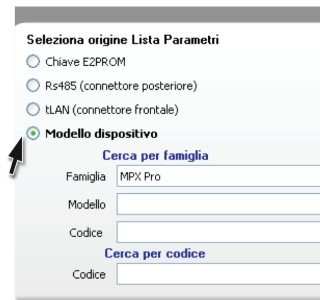 Seleziona origine Lista Parametri
Chiave E2PROM
Rs485 (connettore posteriore)
tLAN (connettore frontale)
Modello dispositivo
Cerca per famiglia
Famiglia MPX Pro
Modello
Codice
Cerca per codice
Codice